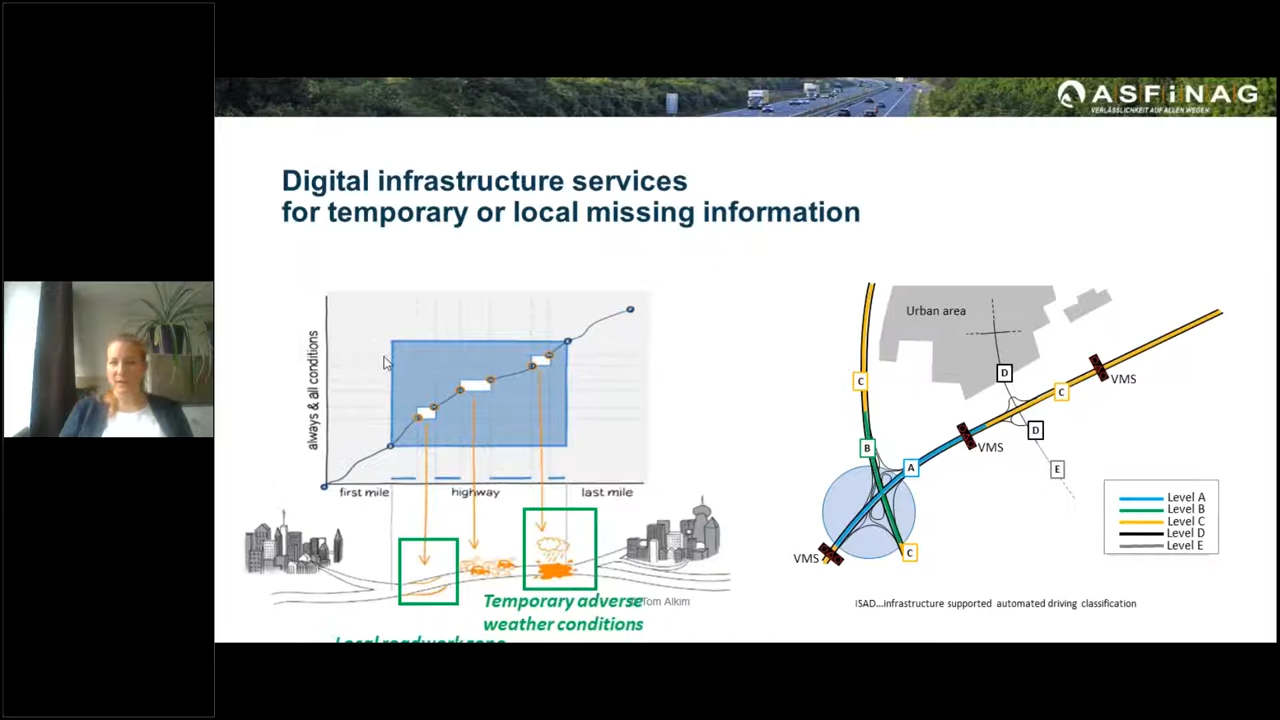 ASFiNAG
VERLÄSSLICHKEIT AUF ALLEN WEGEN
Digital infrastructure services
for temporary or local missing information
always & all conditions
first mile
highway
last mile
Temporary adverse
weather conditions
Tom Alkim
Local roadwork zone
Urban area
D
VMS
C
C
D
VMS
B
A
E
VMS
C
Level A
Level B
Level C
Level D
Level E
ISAD...infrastructure supported automated driving classification